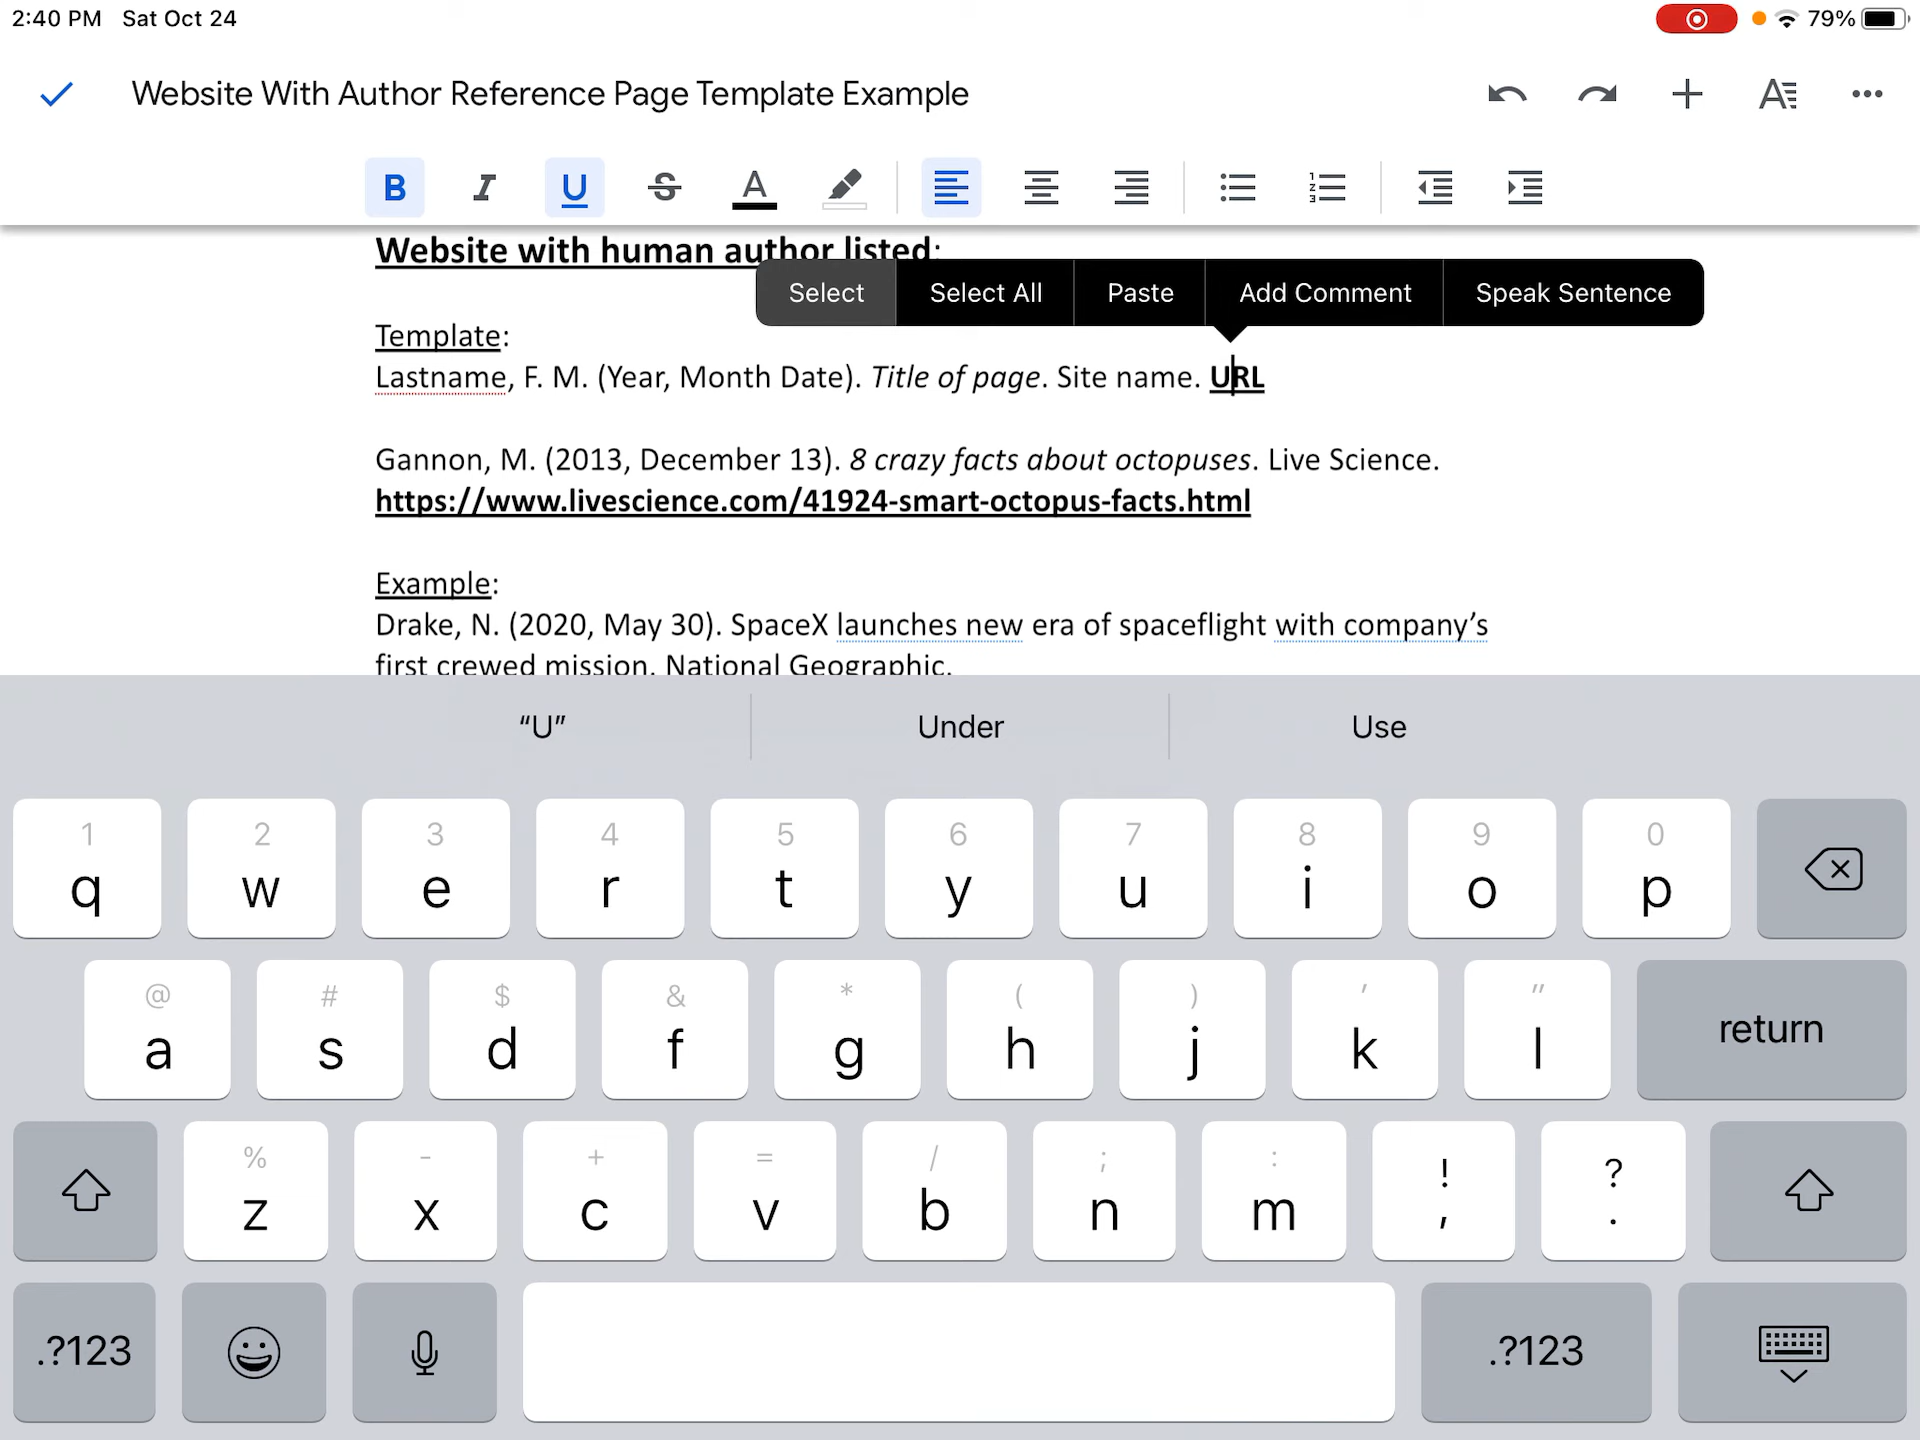 2:40 PM Sat Oct 24 79%
Website With Author Reference Page Template Example
B I U S A
Website with human author listed:
Select Select All Paste Add Comment Speak Sentence
Template:
Lastname, F. M. (Year, Month Date). Title of page. Site name. URL
Gannon, M. (2013, December 13). 8 crazy facts about octopuses. Live Science.
https://www.livescience.com/41924-smart-octopus-facts.html
Example:
Drake, N. (2020, May 30). SpaceX launches new era of spaceflight with company’s
first crewed mission. National Geographic.
“U” Under Use
1 2 3 4 5 6 7 8 9 0
q w e r t y u i o p
@ # $ & * ( ) ' "
a s d f g h j k l return
% - + = / ; : ! ?
z x c v b n m , .
.?123 .?123